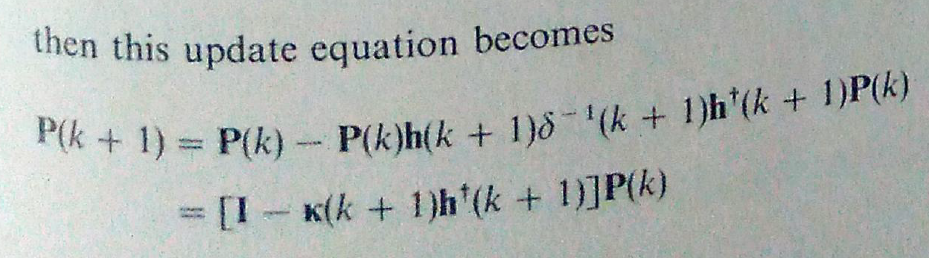 then this update equation becomes
P(k + 1) = P(k) − P(k)h(k + 1)δ⁻¹(k + 1)h†(k + 1)P(k)
= [I − κ(k + 1)h†(k + 1)]P(k)